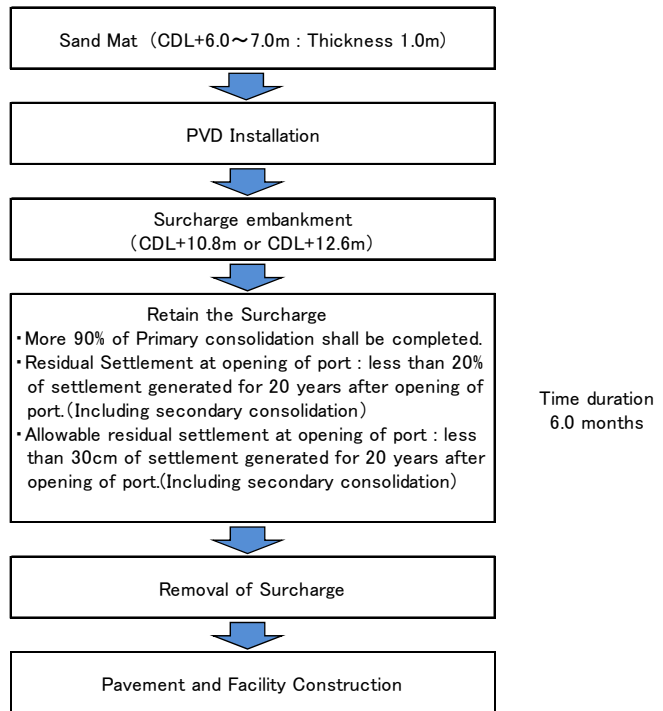 Sand Mat (CDL+6.0～7.0m : Thickness 1.0m)
PVD Installation
Surcharge embankment
(CDL+10.8m or CDL+12.6m)
Retain the Surcharge
・More 90% of Primary consolidation shall be completed.
・Residual Settlement at opening of port : less than 20%
of settlement generated for 20 years after opening of
port.(Including secondary consolidation)
・Allowable residual settlement at opening of port : less
than 30cm of settlement generated for 20 years after
opening of port.(Including secondary consolidation)
Time duration
6.0 months
Removal of Surcharge
Pavement and Facility Construction